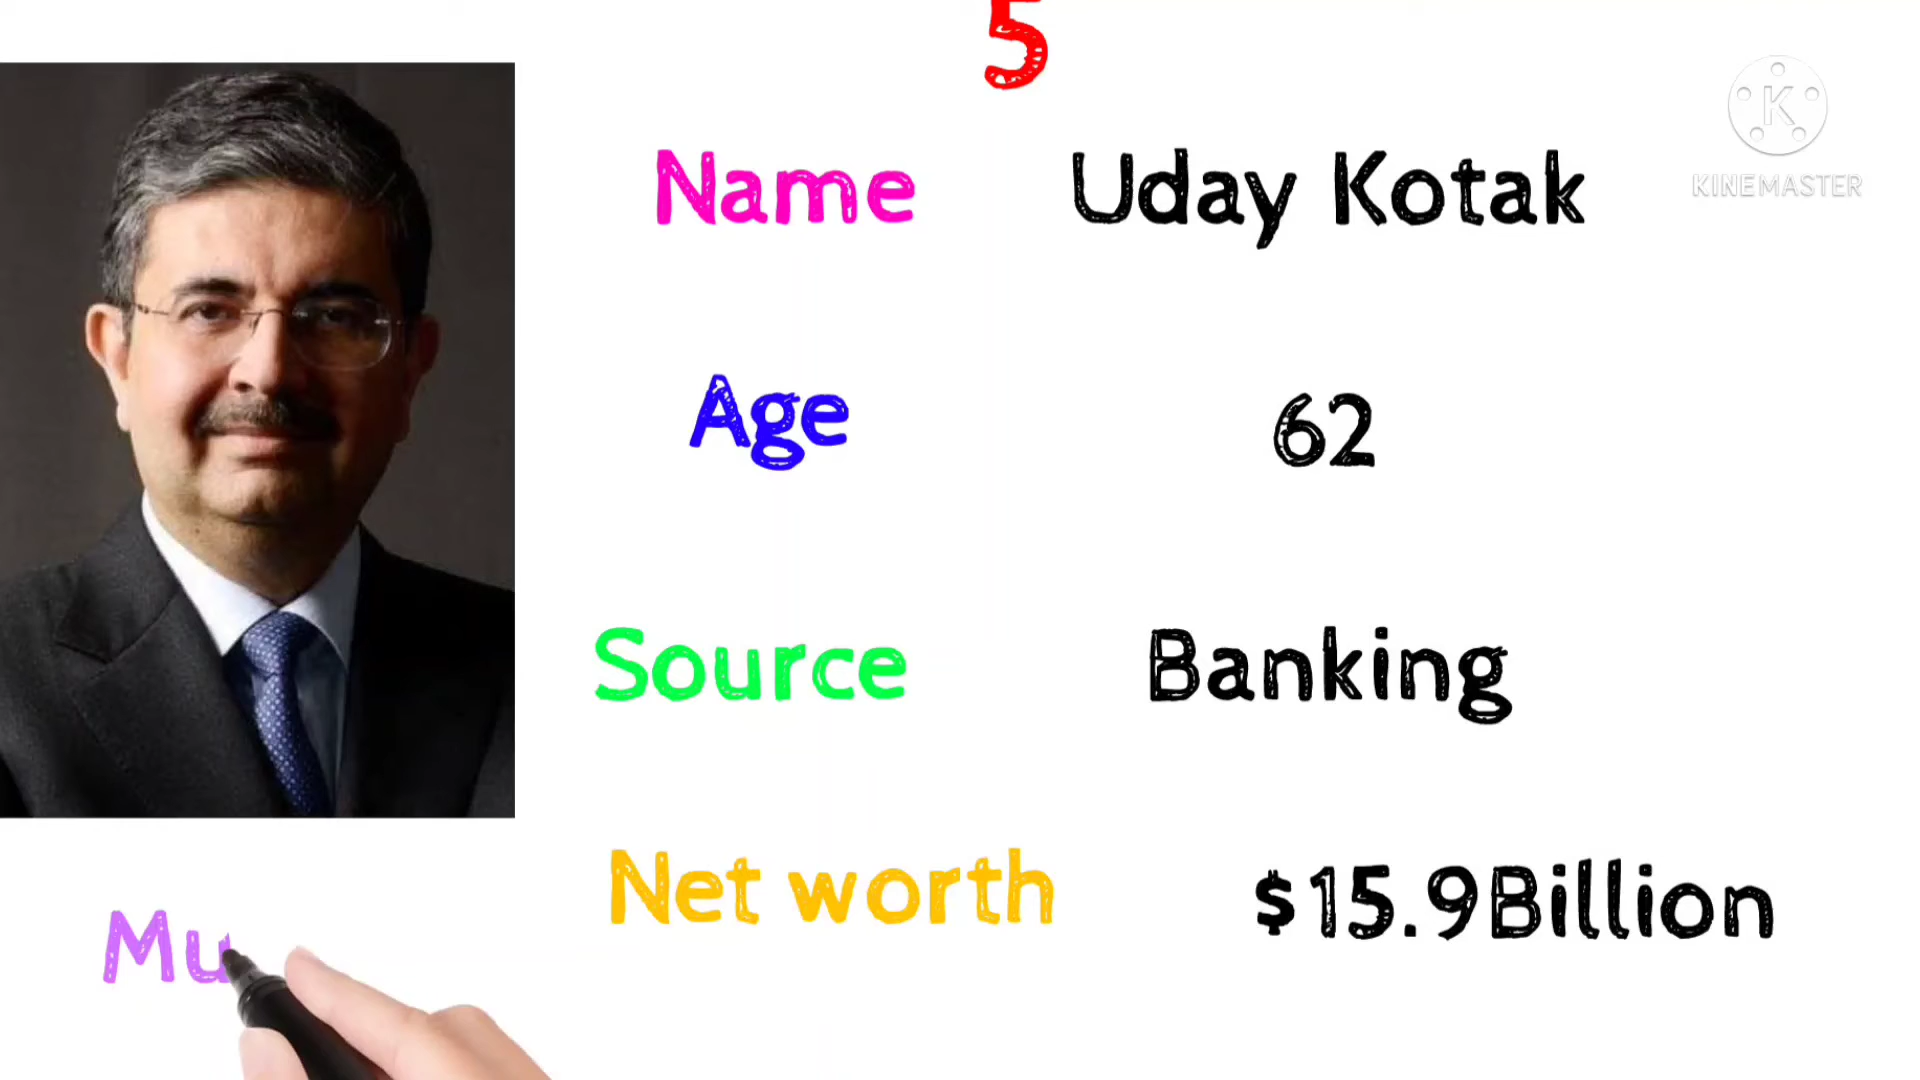 5
Name Uday Kotak
KINEMASTER
Age 62
Source Banking
Net worth $15.9Billion
Mu